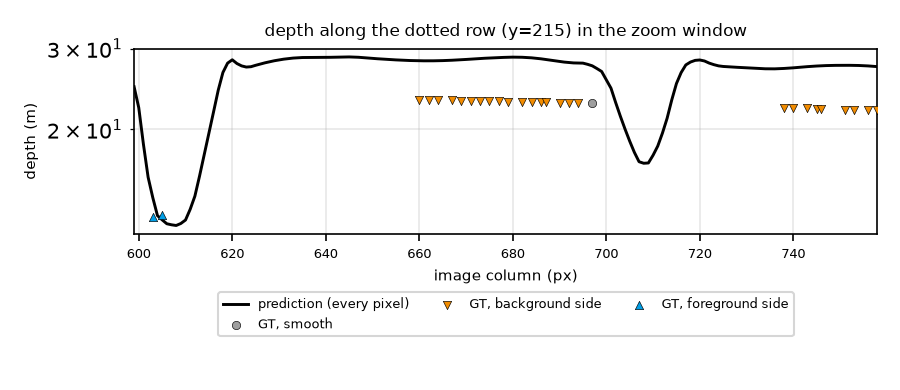 depth along the dotted row (y=215) in the zoom window
3 × 10¹
2 × 10¹
depth (m)
600 620 640 660 680 700 720 740
image column (px)
prediction (every pixel) GT, background side GT, foreground side
GT, smooth